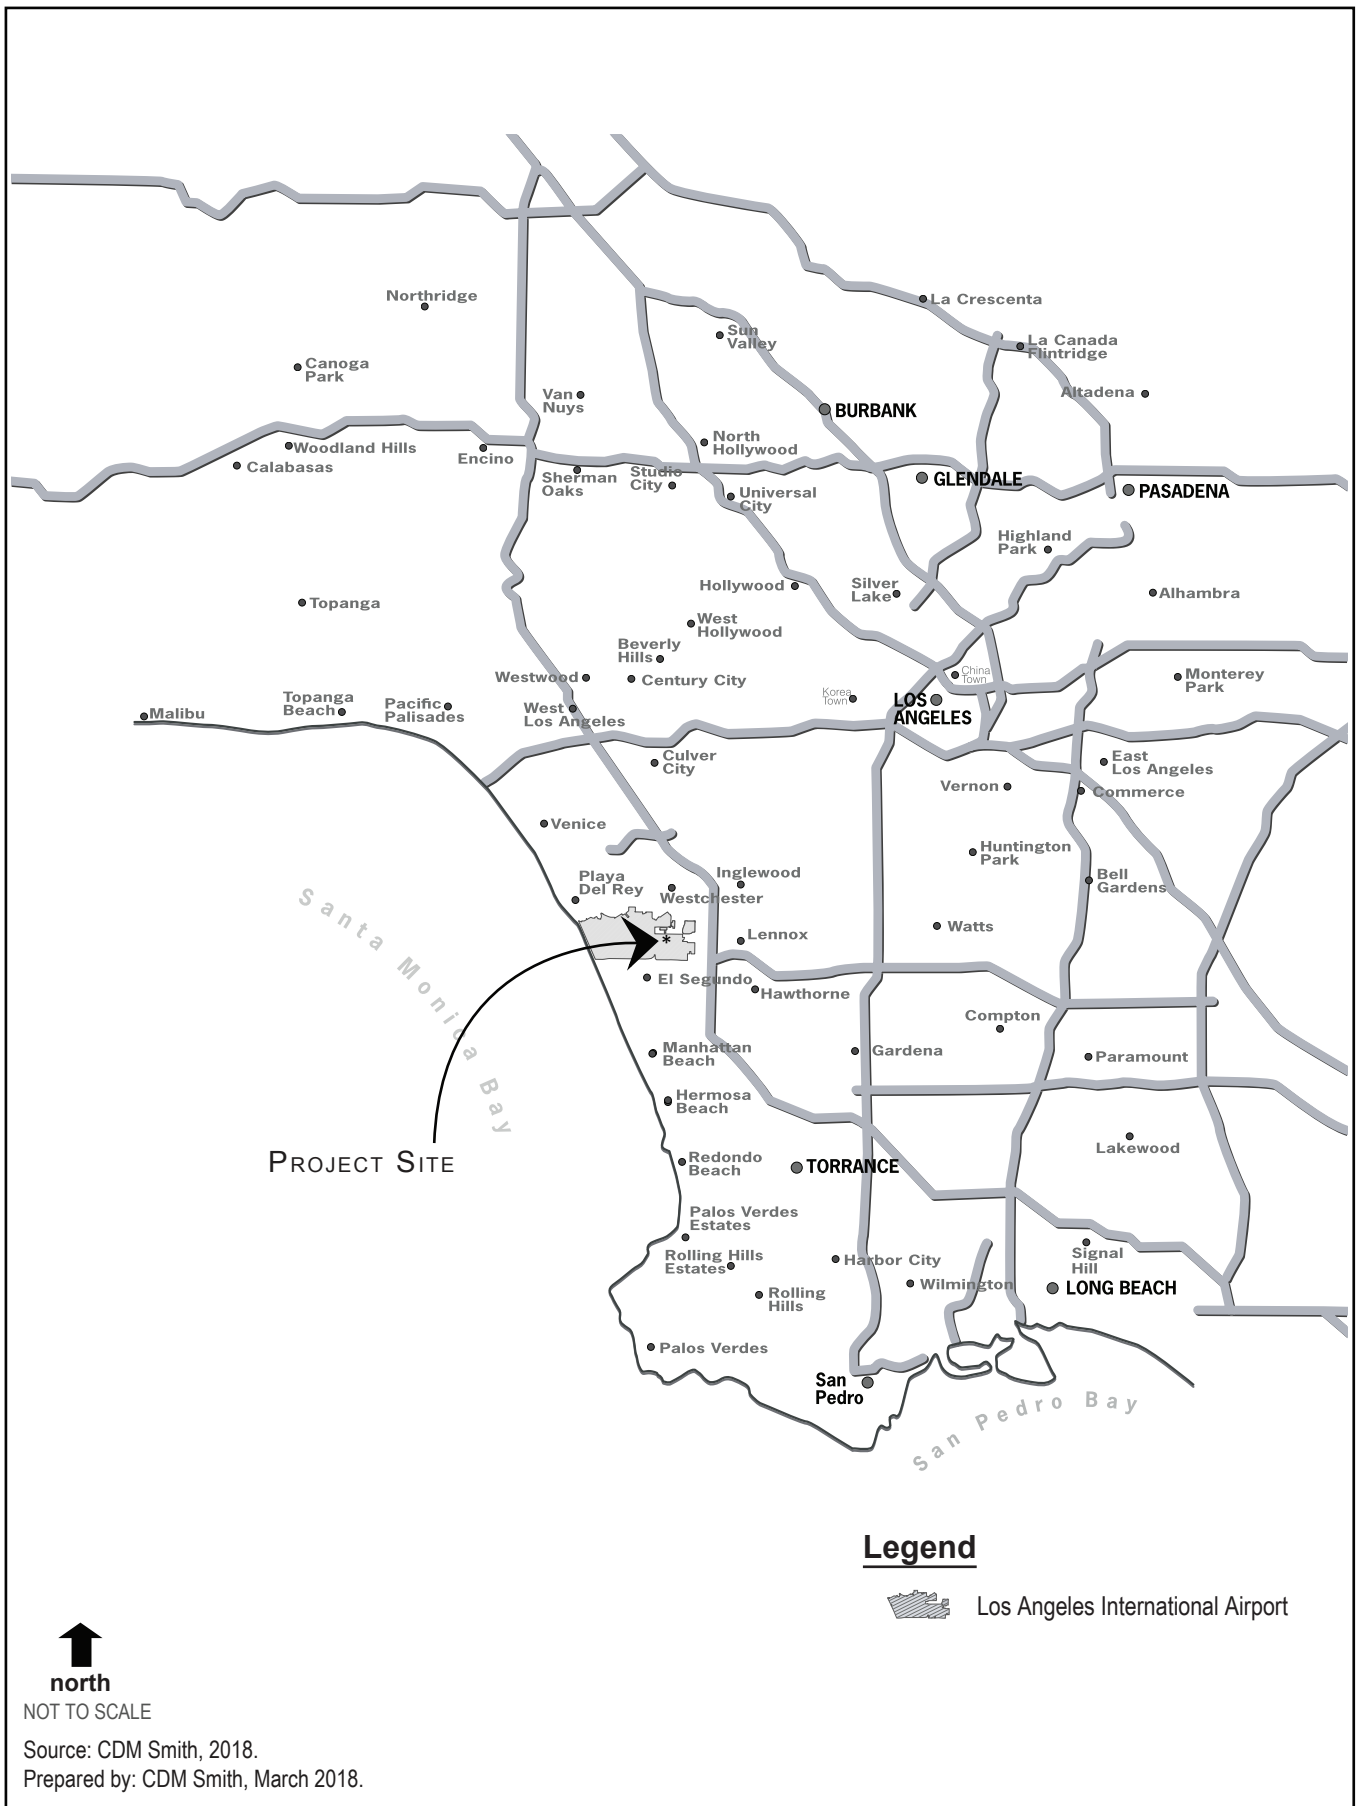 Northridge
La Crescenta
Sun
Valley
La Canada
Flintridge
Canoga
Park
Altadena
Van
Nuys
BURBANK
North
Hollywood
Woodland Hills
Calabasas
Encino
Sherman
Oaks
Studio
City
Universal
City
GLENDALE
PASADENA
Highland
Park
Hollywood
Silver
Lake
Alhambra
Topanga
West
Hollywood
Beverly
Hills
Westwood
Century City
China
Town
Monterey
Park
Korea
Town
LOS
ANGELES
Malibu
Topanga
Beach
Pacific
Palisades
West
Los Angeles
Culver
City
East
Los Angeles
Vernon
Commerce
Venice
Huntington
Park
Playa
Del Rey
Inglewood
Westchester
Bell
Gardens
Santa Monica Bay
*
Lennox
Watts
El Segundo
Hawthorne
Compton
Manhattan
Beach
Gardena
Paramount
Hermosa
Beach
Lakewood
PROJECT SITE
Redondo
Beach
TORRANCE
Palos Verdes
Estates
Rolling Hills
Estates
Harbor City
Signal
Hill
Wilmington
LONG BEACH
Rolling
Hills
Palos Verdes
San
Pedro
San Pedro Bay
Legend
Los Angeles International Airport
north
NOT TO SCALE
Source: CDM Smith, 2018.
Prepared by: CDM Smith, March 2018.